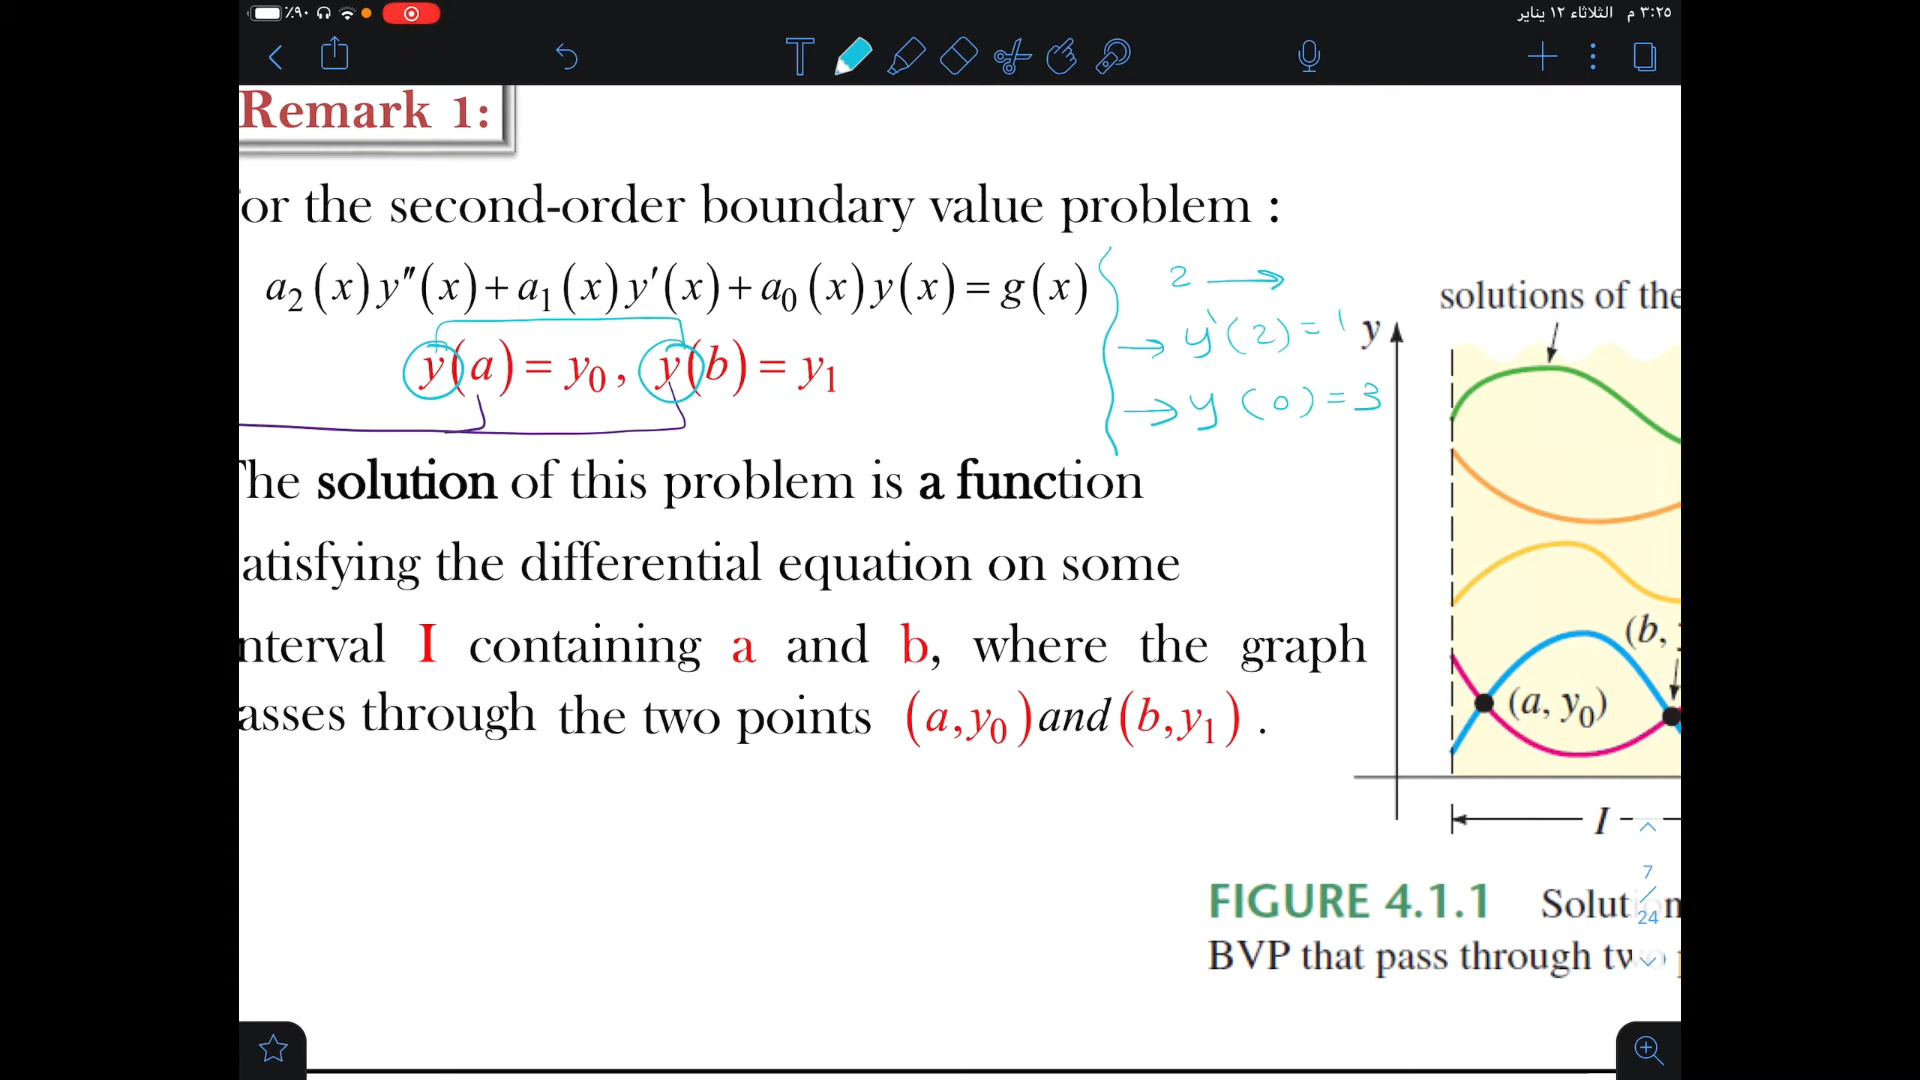 ٪٩٠
٣:٢٥ م الثلاثاء ١٢ يناير
Remark 1:
or the second-order boundary value problem :
a₂(x)y″(x)+a₁(x)y′(x)+a₀(x)y(x)=g(x)
y(a)=y₀, y(b)=y₁
2 →
→ y'(2)=1
→ y(0)=3
The solution of this problem is a function
atisfying the differential equation on some
nterval I containing a and b, where the graph
asses through the two points (a,y₀)and(b,y₁).
solutions of the
y
(b,
(a, y₀)
I
FIGURE 4.1.1 Solut
BVP that pass through tw
7
24